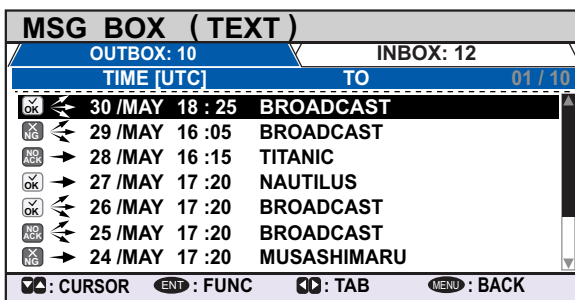 MSG BOX ( TEXT )
OUTBOX: 10 INBOX: 12
TIME [UTC] TO 01 / 10
OK 30 /MAY 18 : 25 BROADCAST
NG 29 /MAY 16 :05 BROADCAST
NO ACK 28 /MAY 16 :15 TITANIC
OK 27 /MAY 17 :20 NAUTILUS
OK 26 /MAY 17 :20 BROADCAST
NO ACK 25 /MAY 17 :20 BROADCAST
NG 24 /MAY 17 :20 MUSASHIMARU
: CURSOR ENT : FUNC : TAB MENU : BACK